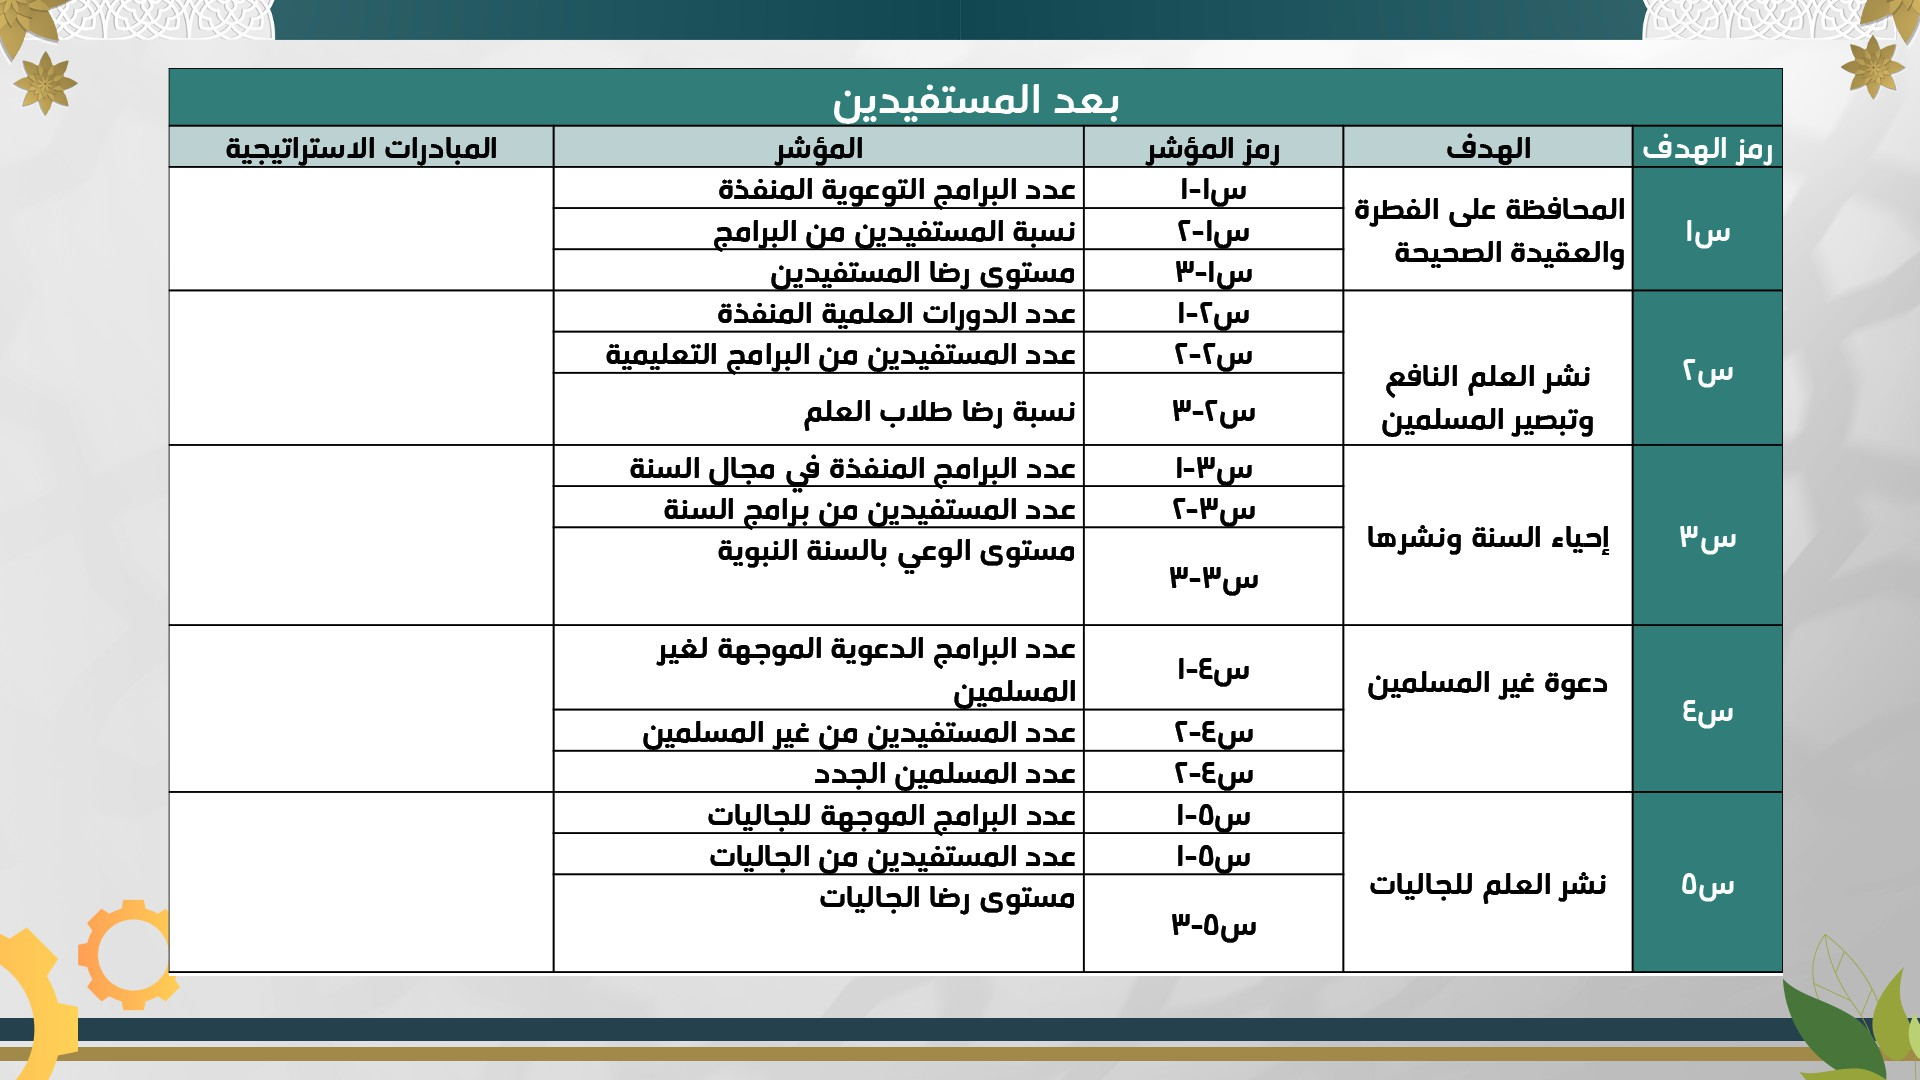 بعد المستفيدين
رمز الهدف الهدف رمز المؤشر المؤشر المبادرات الاستراتيجية
س١ المحافظة على الفطرة
والعقيدة الصحيحة
س١-١ عدد البرامج التوعوية المنفذة
س١-٢ نسبة المستفيدين من البرامج
س١-٣ مستوى رضا المستفيدين
س٢ نشر العلم النافع
وتبصير المسلمين
س٢-١ عدد الدورات العلمية المنفذة
س٢-٢ عدد المستفيدين من البرامج التعليمية
س٢-٣ نسبة رضا طلاب العلم
س٣ إحياء السنة ونشرها
س٣-١ عدد البرامج المنفذة في مجال السنة
س٣-٢ عدد المستفيدين من برامج السنة
س٣-٣ مستوى الوعي بالسنة النبوية
س٤ دعوة غير المسلمين
س٤-١ عدد البرامج الدعوية الموجهة لغير
المسلمين
س٤-٢ عدد المستفيدين من غير المسلمين
س٤-٢ عدد المسلمين الجدد
س٥ نشر العلم للجاليات
س٥-١ عدد البرامج الموجهة للجاليات
س٥-١ عدد المستفيدين من الجاليات
س٥-٣ مستوى رضا الجاليات